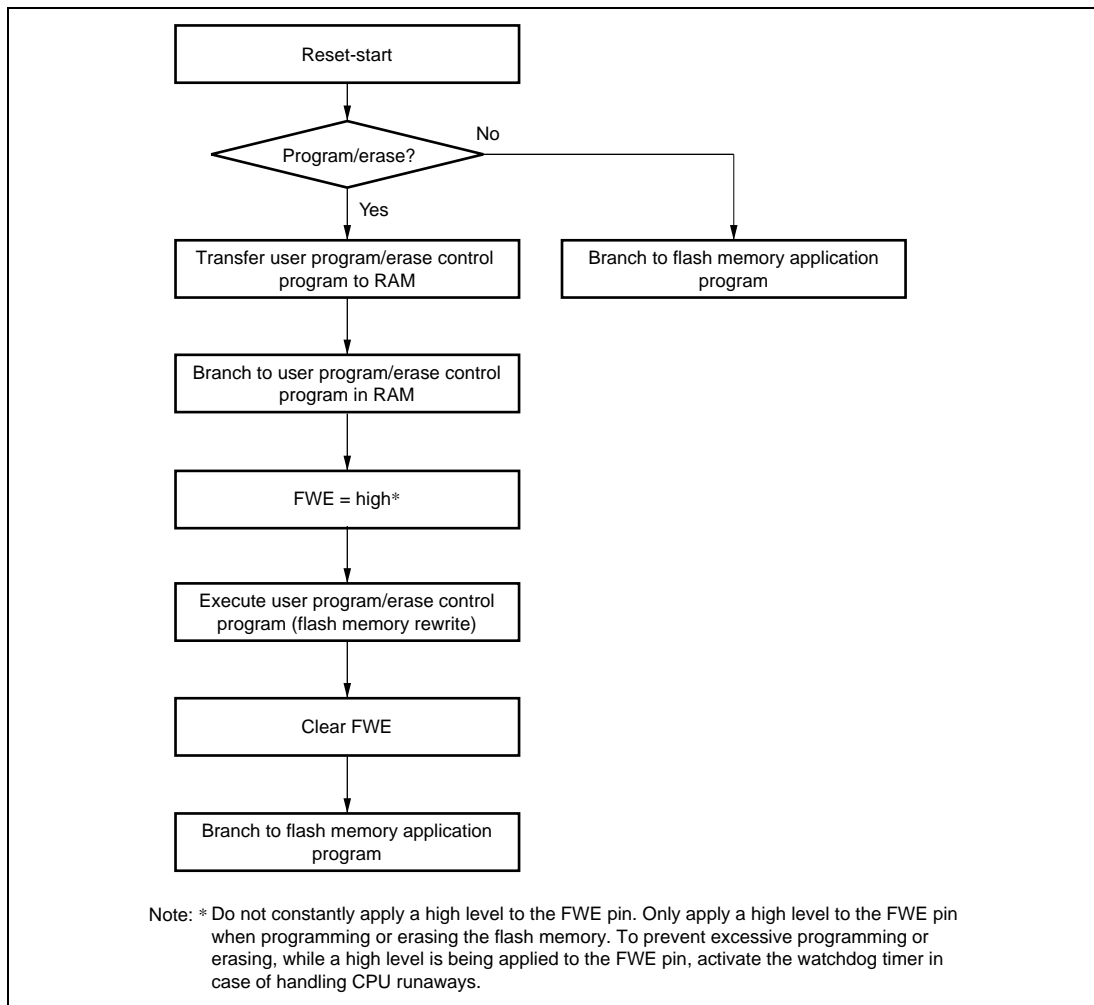 Reset-start
Program/erase?
No
Yes
Transfer user program/erase control
program to RAM
Branch to flash memory application
program
Branch to user program/erase control
program in RAM
FWE = high*
Execute user program/erase control
program (flash memory rewrite)
Clear FWE
Branch to flash memory application
program
Note: * Do not constantly apply a high level to the FWE pin. Only apply a high level to the FWE pin
when programming or erasing the flash memory. To prevent excessive programming or
erasing, while a high level is being applied to the FWE pin, activate the watchdog timer in
case of handling CPU runaways.